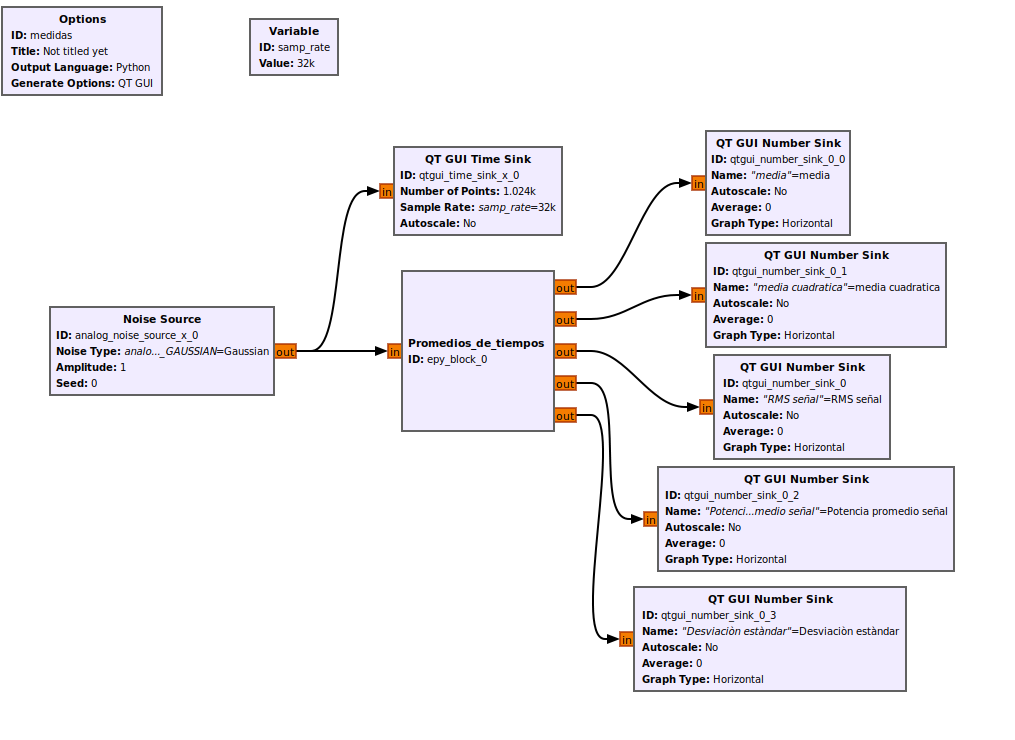 Options
ID: medidas
Title: Not titled yet
Output Language: Python
Generate Options: QT GUI
Variable
ID: samp_rate
Value: 32k
Noise Source
ID: analog_noise_source_x_0
Noise Type: analo..._GAUSSIAN=Gaussian
Amplitude: 1
Seed: 0
out
in
QT GUI Time Sink
ID: qtgui_time_sink_x_0
Number of Points: 1.024k
Sample Rate: samp_rate=32k
Autoscale: No
in
Promedios_de_tiempos
ID: epy_block_0
out
out
out
out
out
in
QT GUI Number Sink
ID: qtgui_number_sink_0_0
Name: "media"=media
Autoscale: No
Average: 0
Graph Type: Horizontal
in
QT GUI Number Sink
ID: qtgui_number_sink_0_1
Name: "media cuadratica"=media cuadratica
Autoscale: No
Average: 0
Graph Type: Horizontal
in
QT GUI Number Sink
ID: qtgui_number_sink_0
Name: "RMS señal"=RMS señal
Autoscale: No
Average: 0
Graph Type: Horizontal
in
QT GUI Number Sink
ID: qtgui_number_sink_0_2
Name: "Potenci...medio señal"=Potencia promedio señal
Autoscale: No
Average: 0
Graph Type: Horizontal
in
QT GUI Number Sink
ID: qtgui_number_sink_0_3
Name: "Desviaciòn estàndar"=Desviaciòn estàndar
Autoscale: No
Average: 0
Graph Type: Horizontal